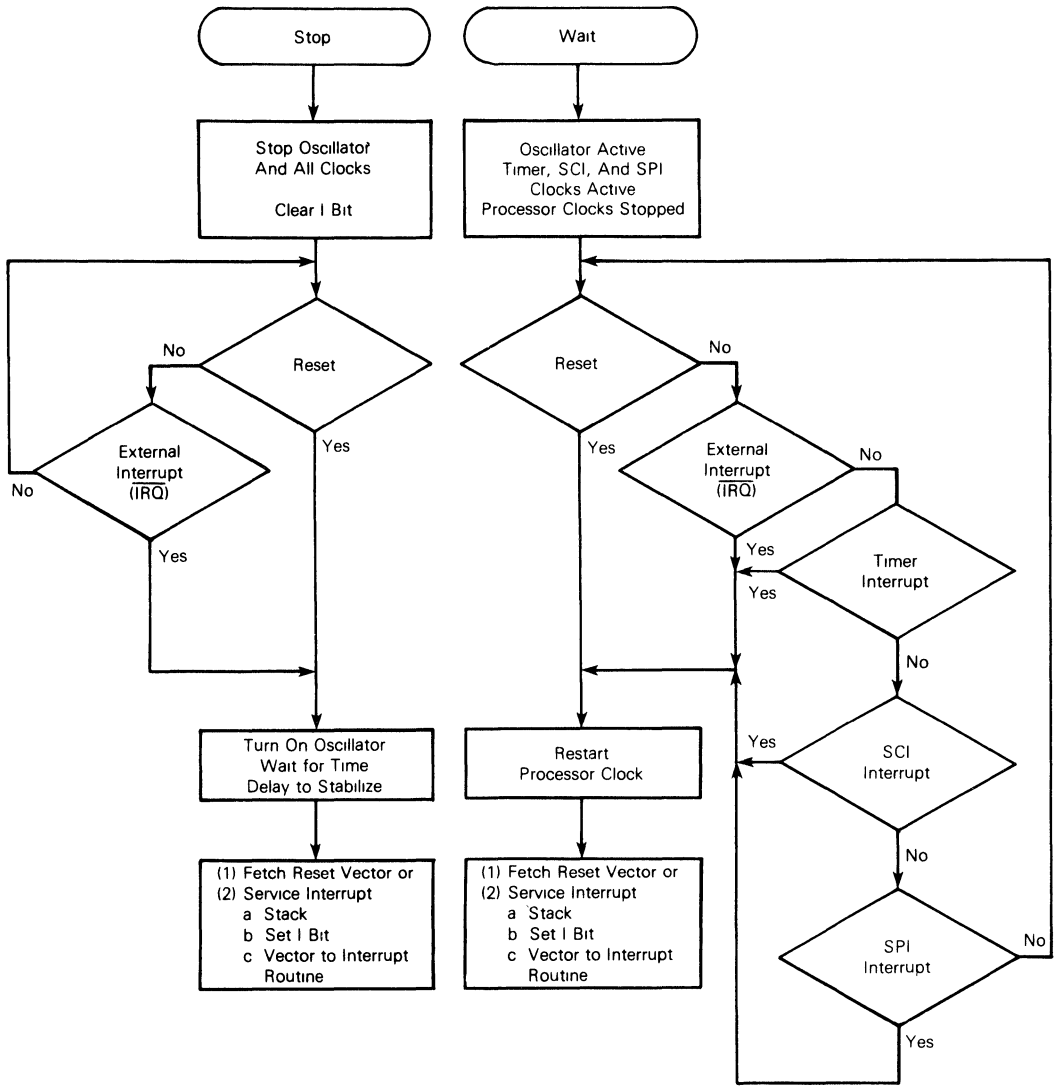 Stop
Stop Oscillator
And All Clocks
Clear I Bit
Reset
No
Yes
External
Interrupt
(IRQ)
No
Yes
Turn On Oscillator
Wait for Time
Delay to Stabilize
(1) Fetch Reset Vector or
(2) Service Interrupt
a Stack
b Set I Bit
c Vector to Interrupt
Routine
Wait
Oscillator Active
Timer, SCI, And SPI
Clocks Active
Processor Clocks Stopped
Reset
No
Yes
External
Interrupt
(IRQ)
No
Yes
Timer
Interrupt
Yes
No
SCI
Interrupt
Yes
No
SPI
Interrupt
No
Yes
Restart
Processor Clock
(1) Fetch Reset Vector or
(2) Service Interrupt
a Stack
b Set I Bit
c Vector to Interrupt
Routine